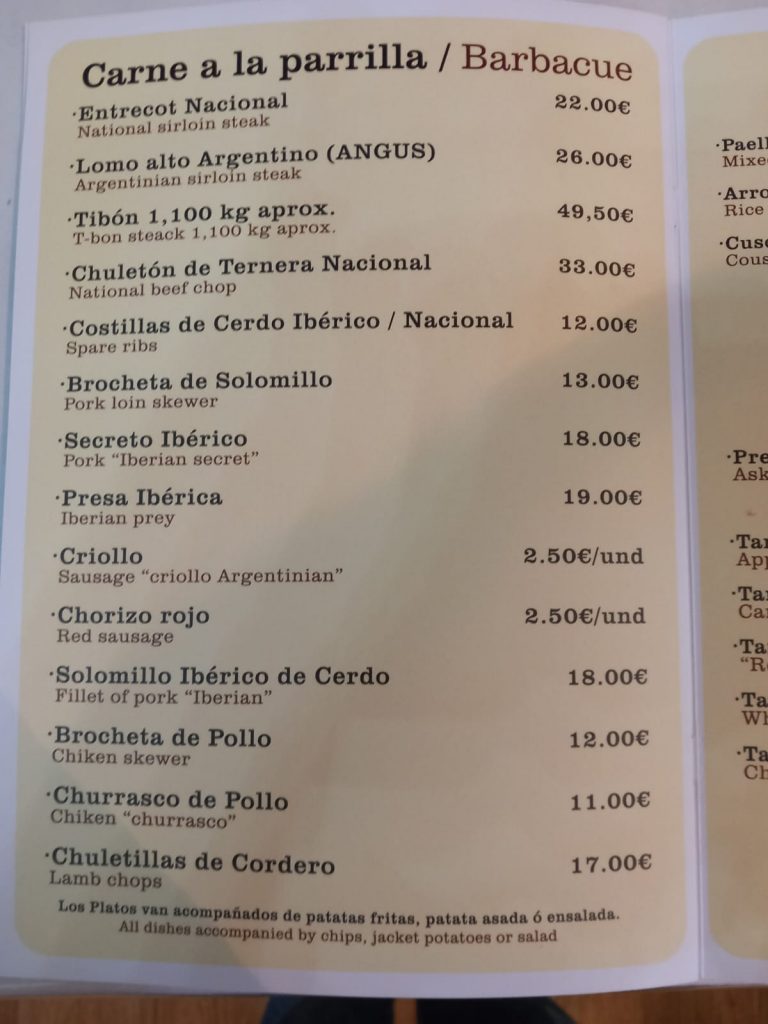 Carne a la parrilla / Barbacue
·Entrecot Nacional 22.00€
National sirloin steak
·Lomo alto Argentino (ANGUS) 26.00€
Argentinian sirloin steak
·Tibón 1,100 kg aprox. 49,50€
T-bon steack 1,100 kg aprox.
·Chuletón de Ternera Nacional 33.00€
National beef chop
·Costillas de Cerdo Ibérico / Nacional 12.00€
Spare ribs
·Brocheta de Solomillo 13.00€
Pork loin skewer
·Secreto Ibérico 18.00€
Pork “Iberian secret”
·Presa Ibérica 19.00€
Iberian prey
·Criollo 2.50€/und
Sausage “criollo Argentinian”
·Chorizo rojo 2.50€/und
Red sausage
·Solomillo Ibérico de Cerdo 18.00€
Fillet of pork “Iberian”
·Brocheta de Pollo 12.00€
Chiken skewer
·Churrasco de Pollo 11.00€
Chiken “churrasco”
·Chuletillas de Cordero 17.00€
Lamb chops
Los Platos van acompañados de patatas fritas, patata asada ó ensalada.
All dishes accompanied by chips, jacket potatoes or salad
Rice